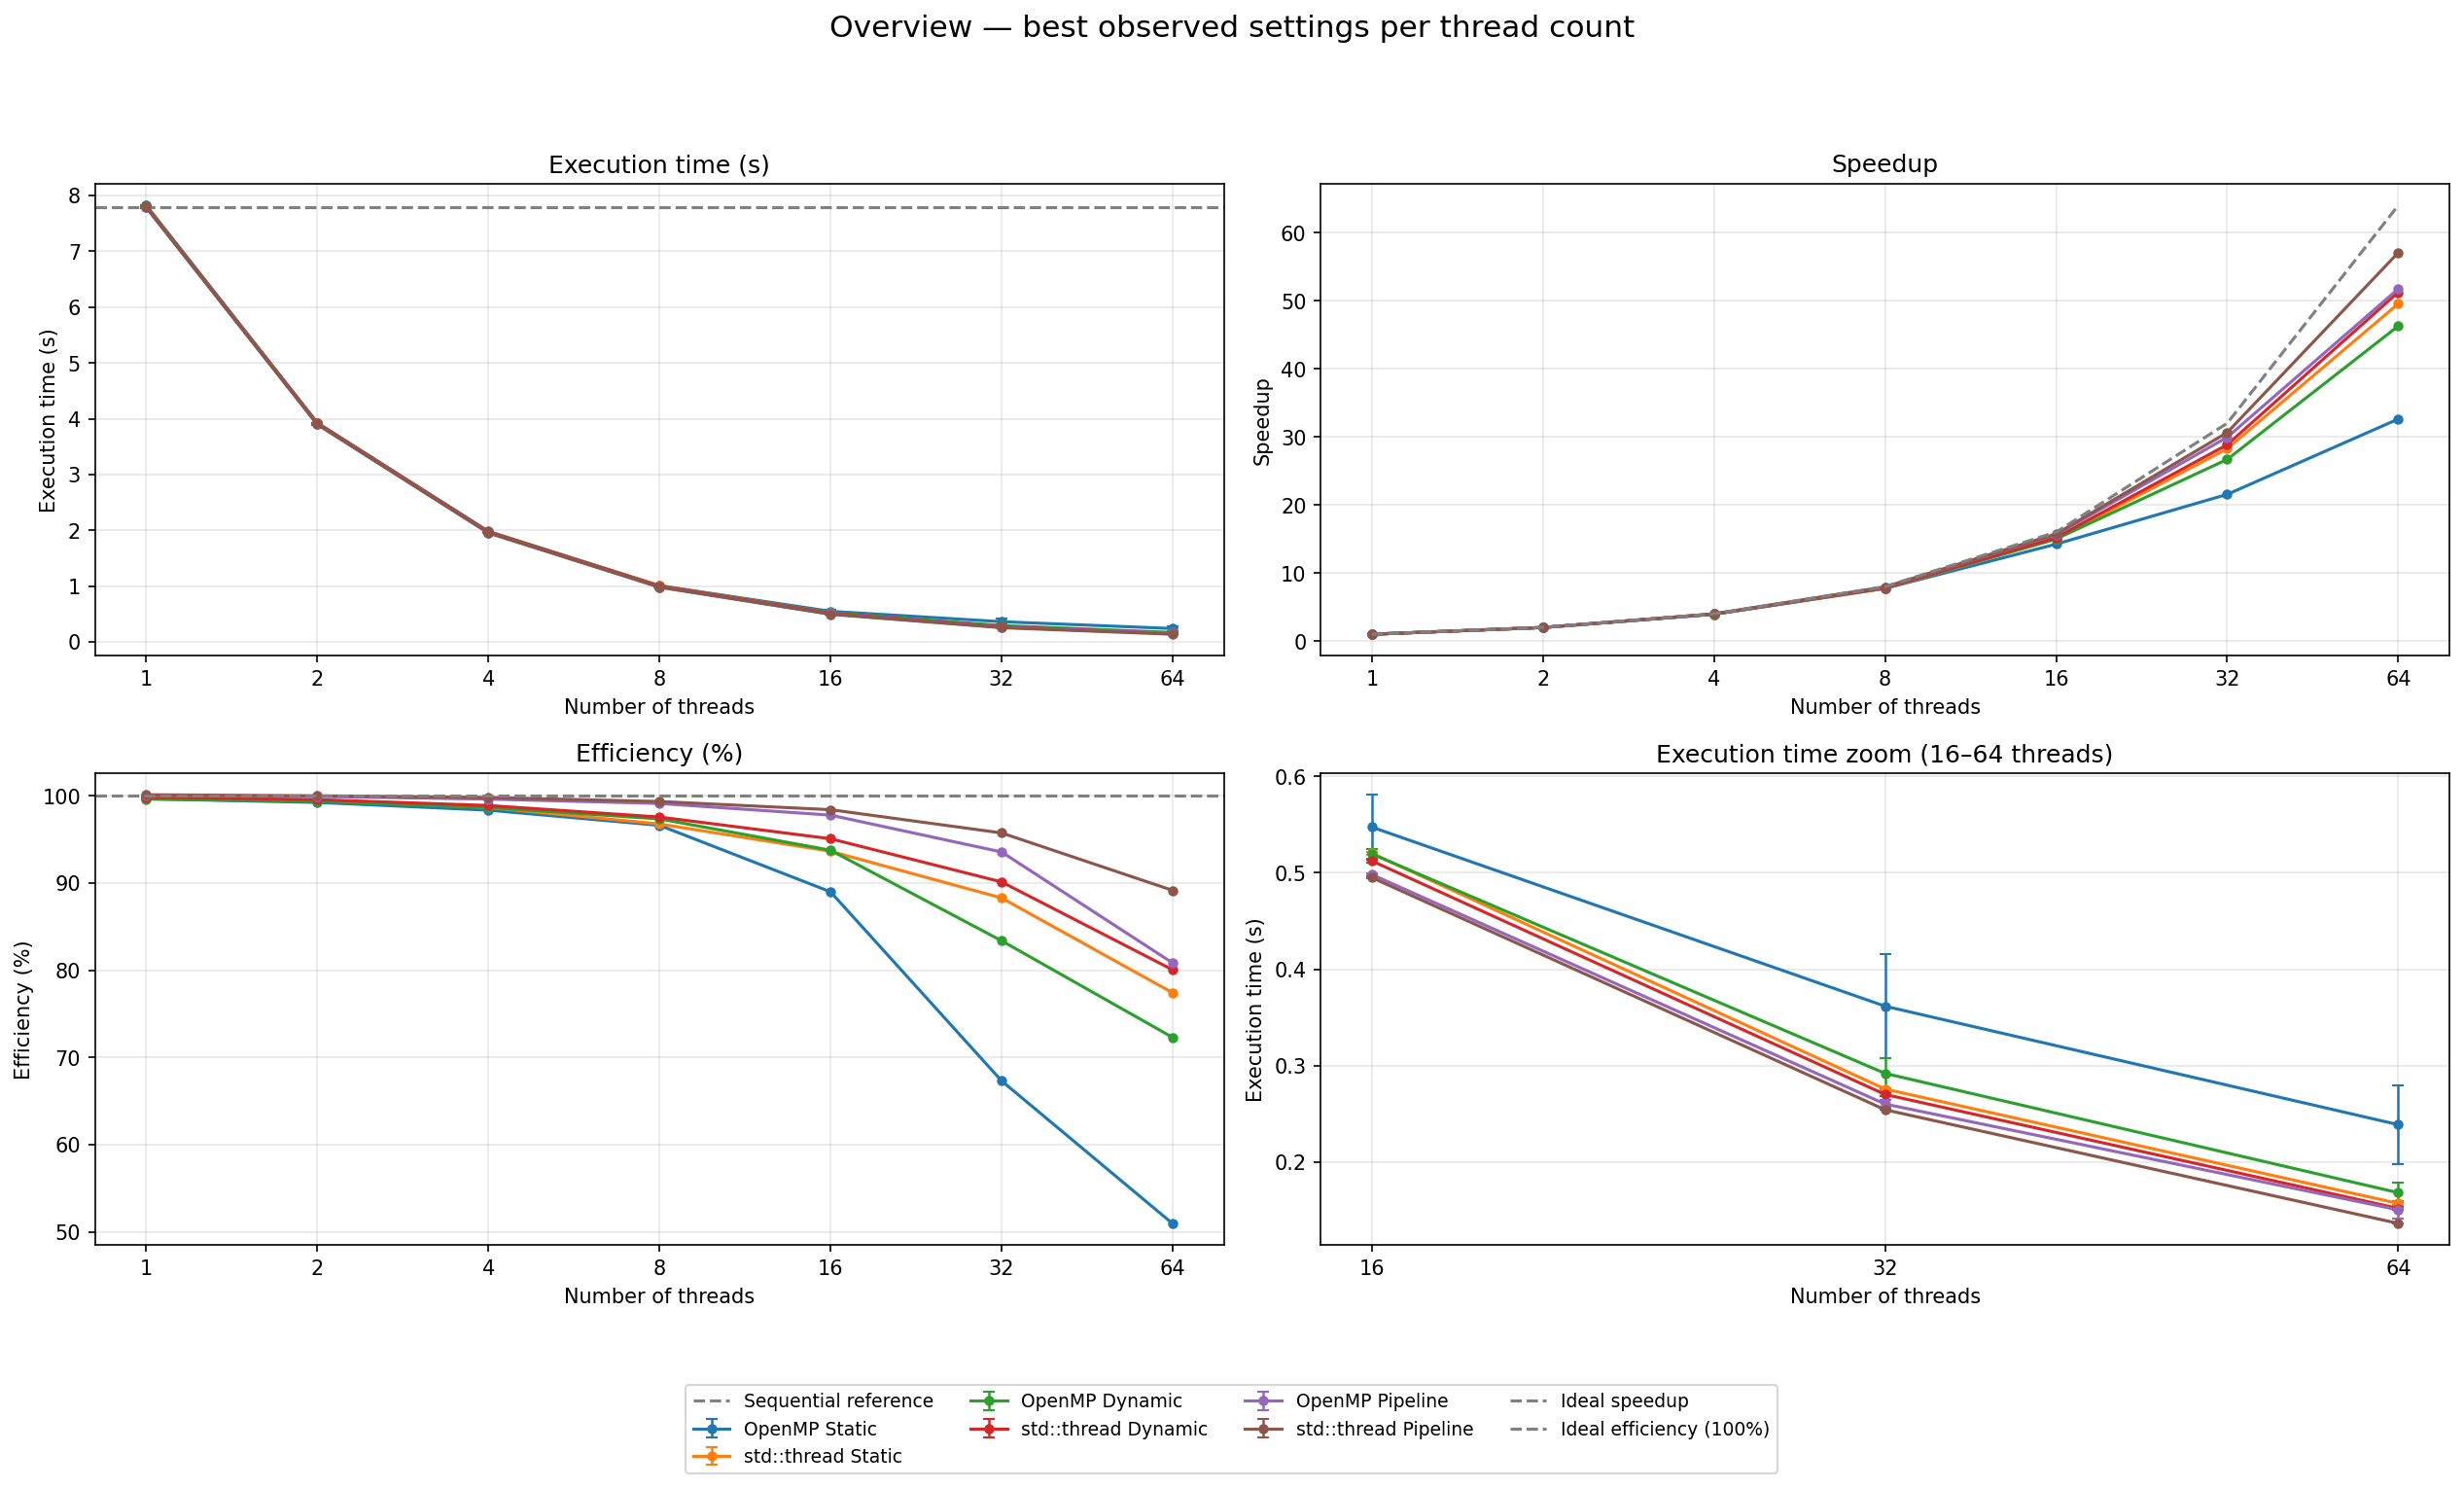 Overview — best observed settings per thread count
Execution time (s)
Execution time (s)
8
7
6
5
4
3
2
1
0
1 2 4 8 16 32 64
Number of threads
Speedup
Speedup
60
50
40
30
20
10
0
1 2 4 8 16 32 64
Number of threads
Efficiency (%)
Efficiency (%)
100
90
80
70
60
50
1 2 4 8 16 32 64
Number of threads
Execution time zoom (16–64 threads)
Execution time (s)
0.6
0.5
0.4
0.3
0.2
16 32 64
Number of threads
Sequential reference
OpenMP Static
std::thread Static
OpenMP Dynamic
std::thread Dynamic
OpenMP Pipeline
std::thread Pipeline
Ideal speedup
Ideal efficiency (100%)